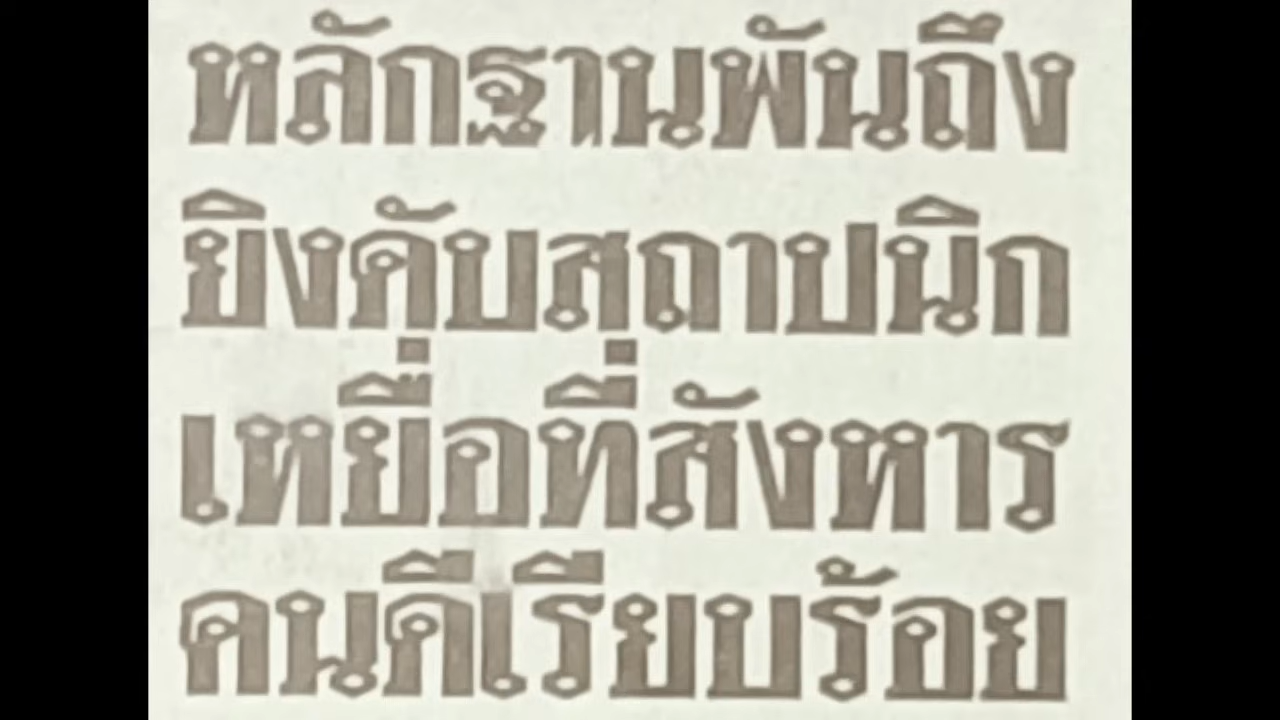 หลักฐานพันถึง
ยิงดับสถาปนิก
เหยื่อที่สังหาร
คนดีเรียบร้อย